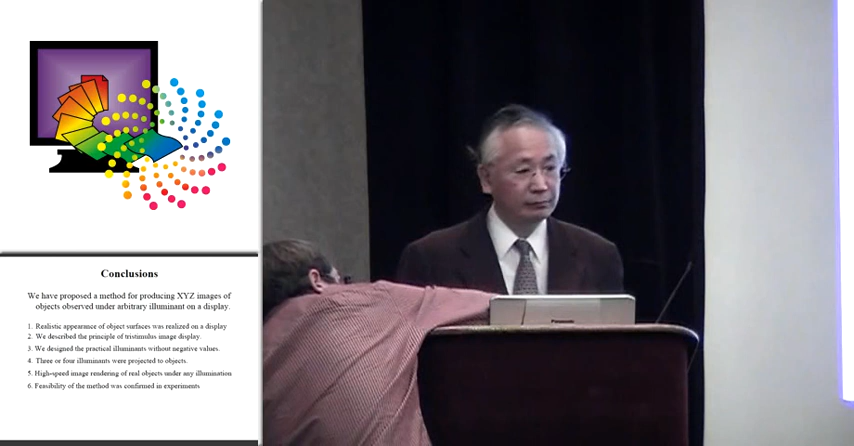 Conclusions
We have proposed a method for producing XYZ images of
objects observed under arbitrary illuminant on a display.
1. Realistic appearance of object surfaces was realized on a display
2. We described the principle of tristimulus image display.
3. We designed the practical illuminants without negative values.
4. Three or four illuminants were projected to objects.
5. High-speed image rendering of real objects under any illumination
6. Feasibility of the method was confirmed in experiments
Panasonic